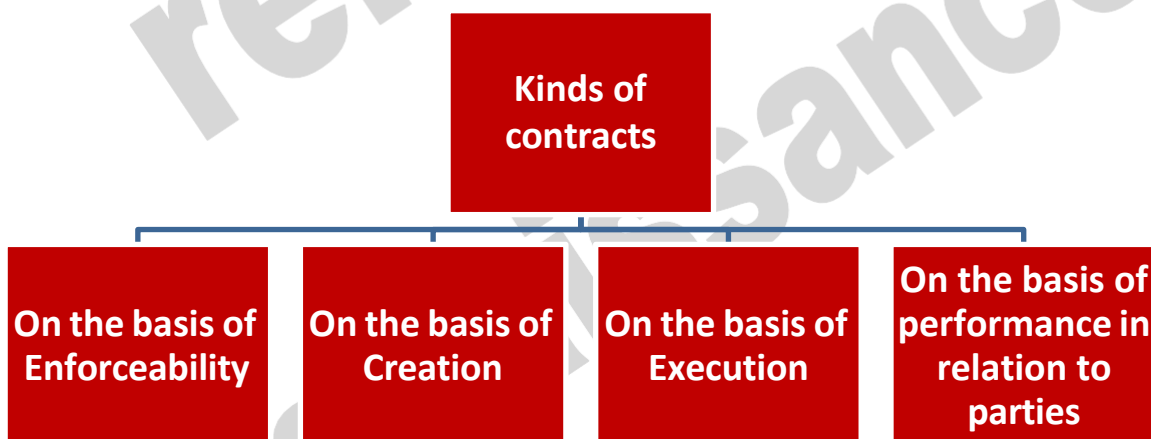 Kinds of
contracts
On the basis of
Enforceability
On the basis of
Creation
On the basis of
Execution
On the basis of
performance in
relation to
parties